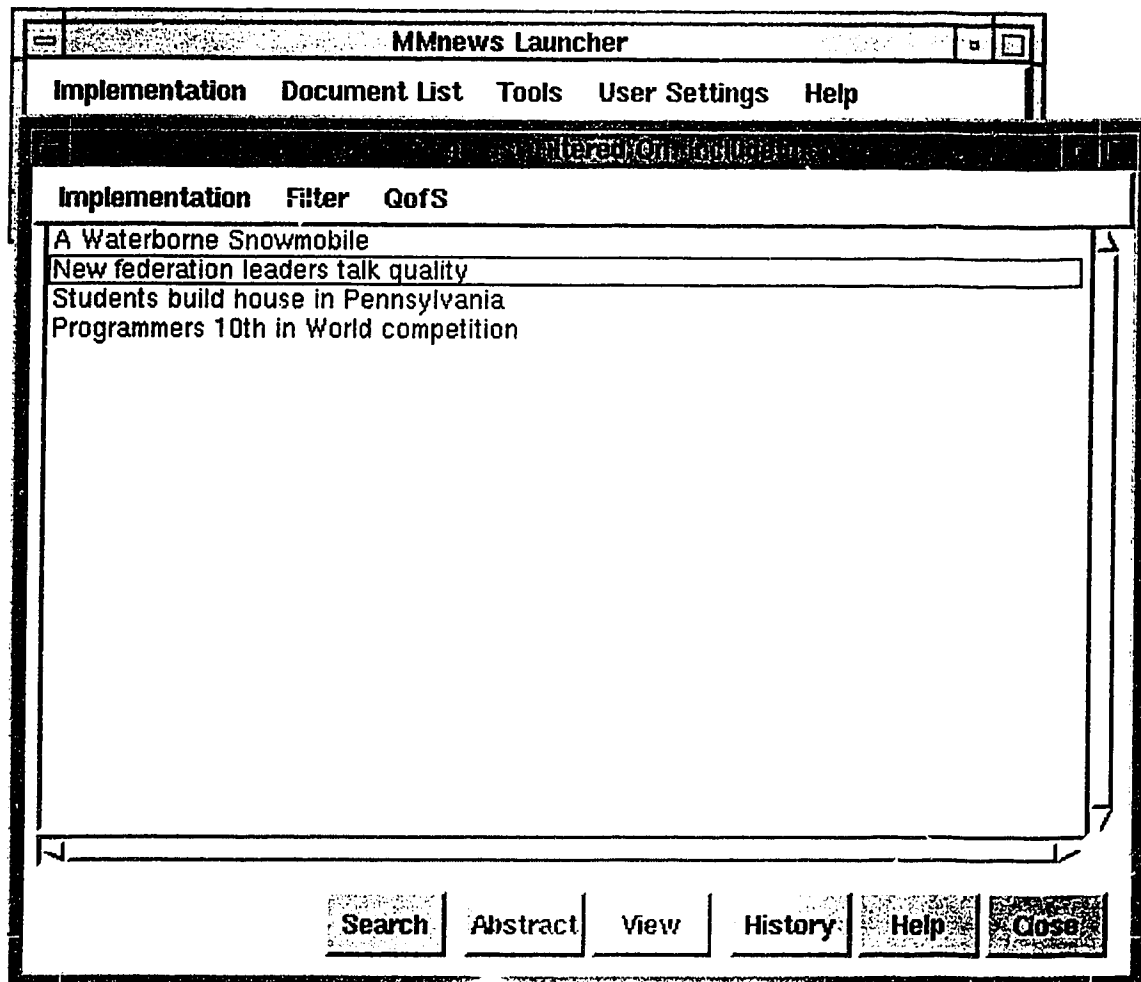 MMnews Launcher
Implementation Document List Tools User Settings Help
Implementation Filter QofS
A Waterborne Snowmobile
New federation leaders talk quality
Students build house in Pennsylvania
Programmers 10th in World competition
Search Abstract View History Help Close